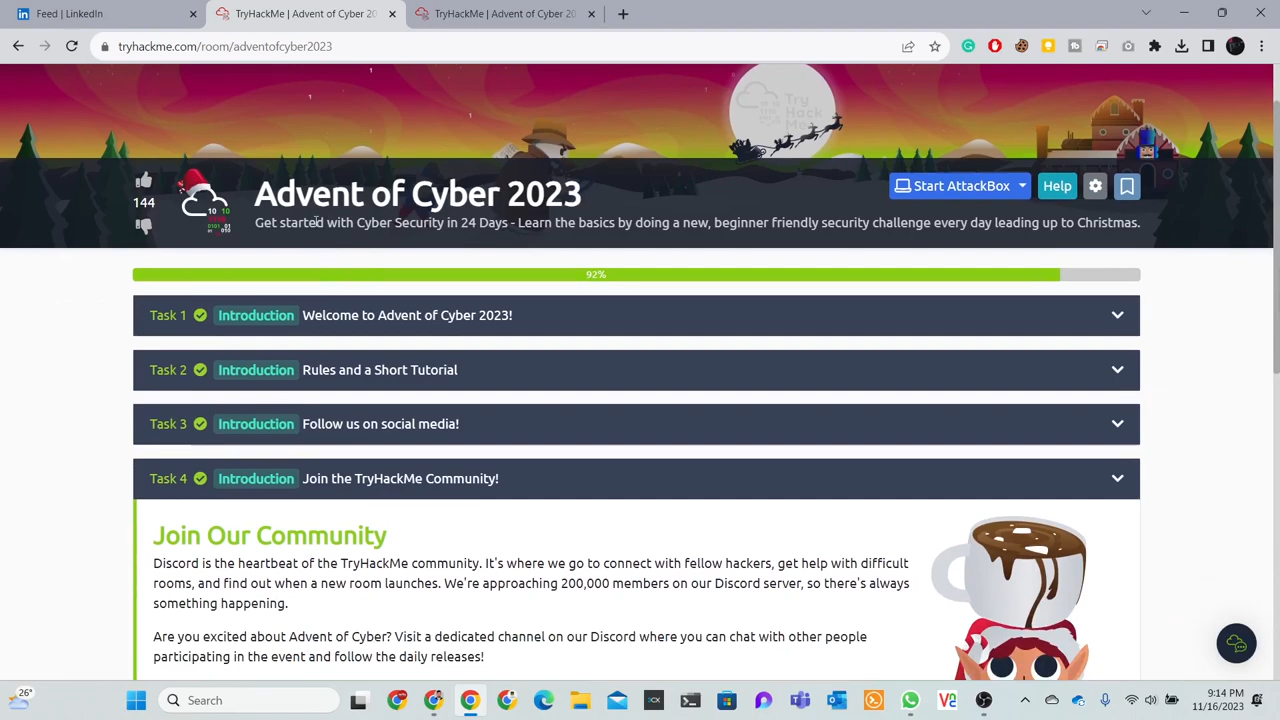 Feed | LinkedIn
TryHackMe | Advent of Cyber 20
TryHackMe | Advent of Cyber 20
tryhackme.com/room/adventofcyber2023
Try
Hack
Me
144
Advent of Cyber 2023
Start AttackBox
Help
Get started with Cyber Security in 24 Days - Learn the basics by doing a new, beginner friendly security challenge every day leading up to Christmas.
92%
Task 1 Introduction Welcome to Advent of Cyber 2023!
Task 2 Introduction Rules and a Short Tutorial
Task 3 Introduction Follow us on social media!
Task 4 Introduction Join the TryHackMe Community!
Join Our Community
Discord is the heartbeat of the TryHackMe community. It's where we go to connect with fellow hackers, get help with difficult
rooms, and find out when a new room launches. We're approaching 200,000 members on our Discord server, so there's always
something happening.
Are you excited about Advent of Cyber? Visit a dedicated channel on our Discord where you can chat with other people
participating in the event and follow the daily releases!
26°
Search
9:14 PM
11/16/2023